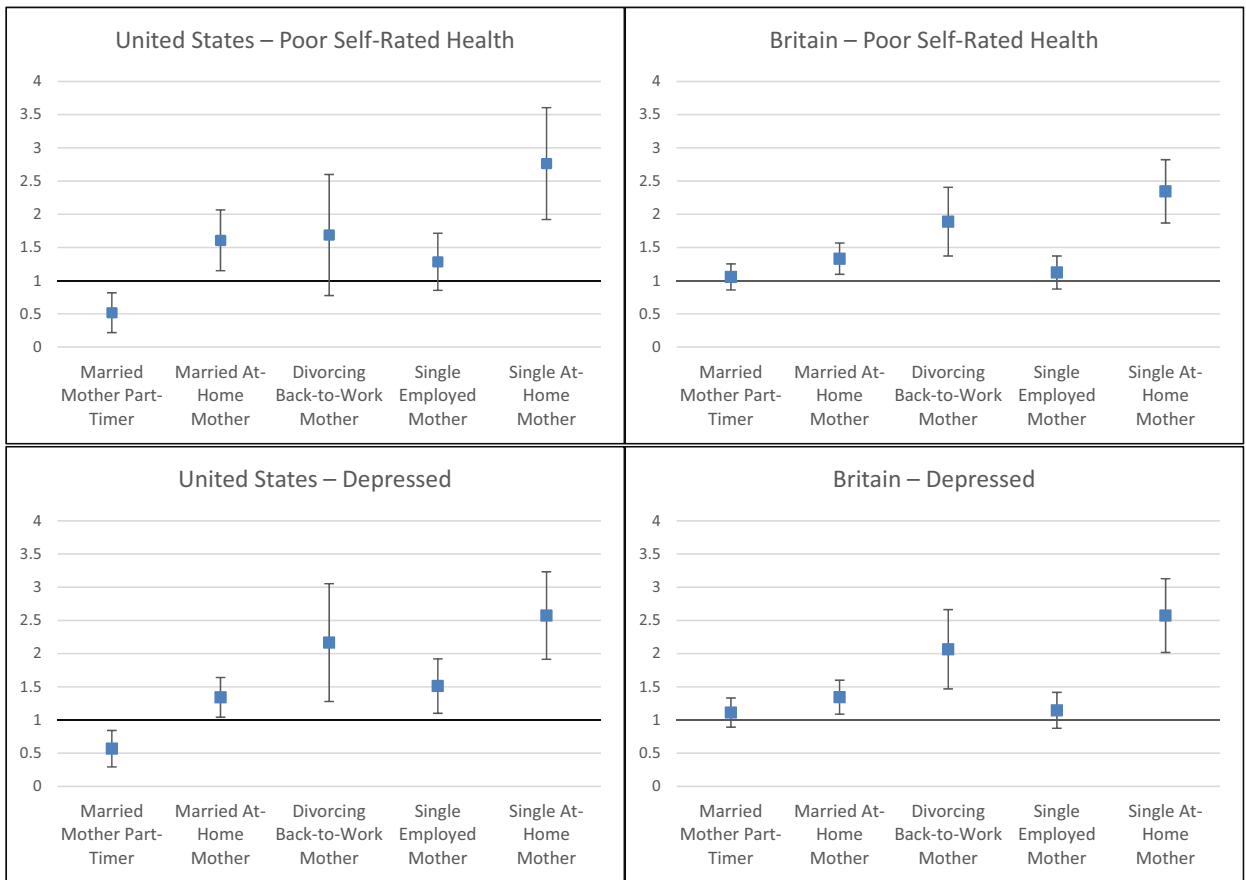 United States – Poor Self-Rated Health
4
3.5
3
2.5
2
1.5
1
0.5
0
Married Mother Part-Timer
Married At-Home Mother
Divorcing Back-to-Work Mother
Single Employed Mother
Single At-Home Mother
Britain – Poor Self-Rated Health
4
3.5
3
2.5
2
1.5
1
0.5
0
Married Mother Part-Timer
Married At-Home Mother
Divorcing Back-to-Work Mother
Single Employed Mother
Single At-Home Mother
United States – Depressed
4
3.5
3
2.5
2
1.5
1
0.5
0
Married Mother Part-Timer
Married At-Home Mother
Divorcing Back-to-Work Mother
Single Employed Mother
Single At-Home Mother
Britain – Depressed
4
3.5
3
2.5
2
1.5
1
0.5
0
Married Mother Part-Timer
Married At-Home Mother
Divorcing Back-to-Work Mother
Single Employed Mother
Single At-Home Mother